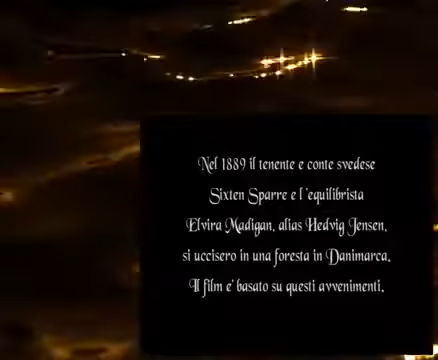 Nel 1889 il tenente e conte svedese
Sixten Sparre e l'equilibrista
Elvira Madigan, alias Hedvig Jensen,
si uccisero in una foresta in Danimarca.
Il film e' basato su questi avvenimenti.